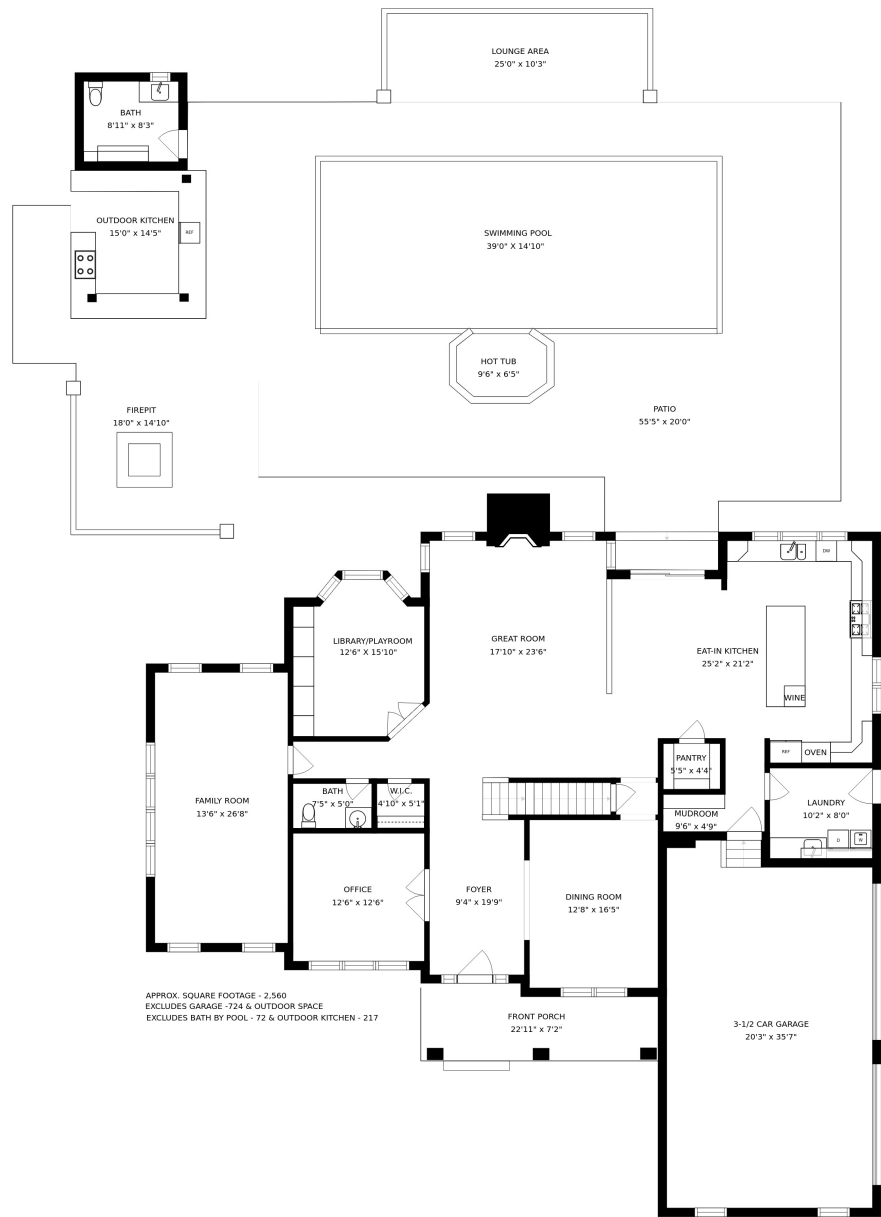 LOUNGE AREA
25'0" x 10'3"
BATH
8'11" x 8'3"
OUTDOOR KITCHEN
15'0" x 14'5"
REF
SWIMMING POOL
39'0" X 14'10"
HOT TUB
9'6" x 6'5"
FIREPIT
18'0" x 14'10"
PATIO
55'5" x 20'0"
DW
LIBRARY/PLAYROOM
12'6" X 15'10"
GREAT ROOM
17'10" x 23'6"
EAT-IN KITCHEN
25'2" x 21'2"
WINE
REF
OVEN
PANTRY
5'5" x 4'4"
FAMILY ROOM
13'6" x 26'8"
BATH
7'5" x 5'0"
W.I.C.
4'10" x 5'1"
MUDROOM
9'6" x 4'9"
LAUNDRY
10'2" x 8'0"
D
W
OFFICE
12'6" x 12'6"
FOYER
9'4" x 19'9"
DINING ROOM
12'8" x 16'5"
APPROX. SQUARE FOOTAGE - 2,560
EXCLUDES GARAGE -724 & OUTDOOR SPACE
EXCLUDES BATH BY POOL - 72 & OUTDOOR KITCHEN - 217
FRONT PORCH
22'11" x 7'2"
3-1/2 CAR GARAGE
20'3" x 35'7"